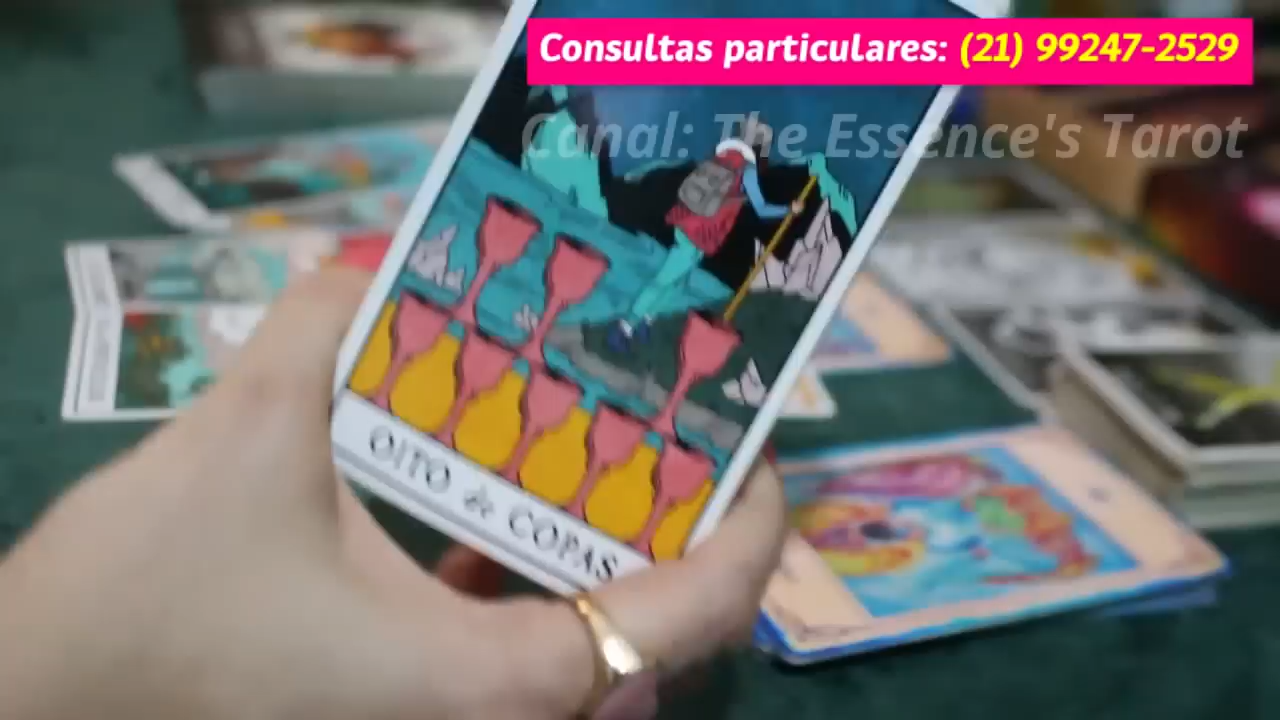 Consultas particulares: (21) 99247-2529
Canal: The Essence's Tarot
OITO de COPAS